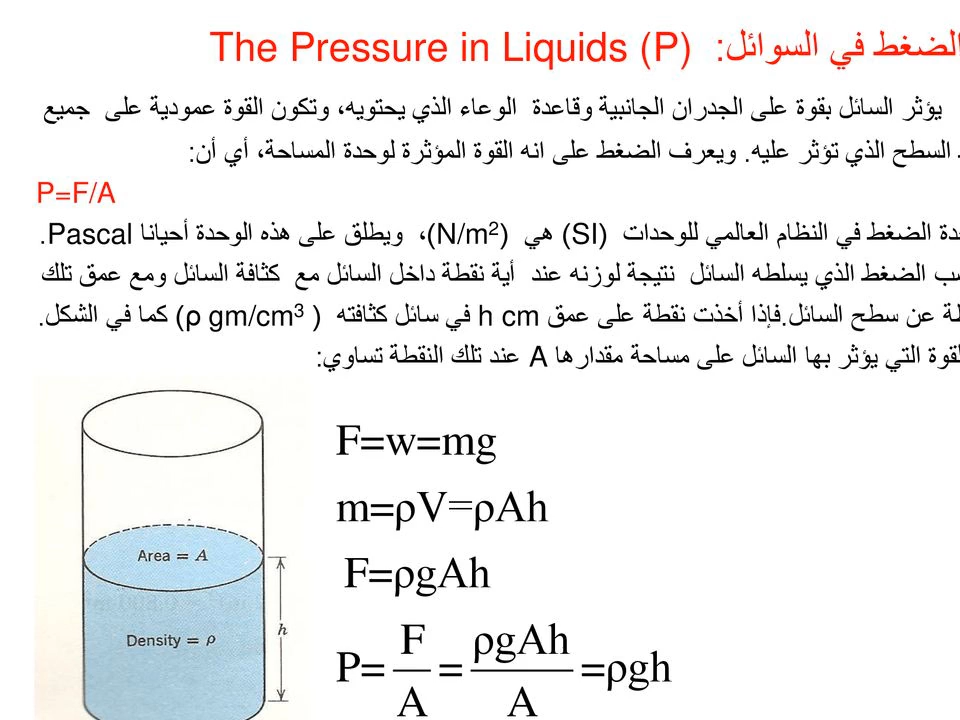 الضغط في السوائل: The Pressure in Liquids (P)
يؤثر السائل بقوة على الجدران الجانبية وقاعدة الوعاء الذي يحتويه، وتكون القوة عمودية على جميع
السطح الذي تؤثر عليه. ويعرف الضغط على انه القوة المؤثرة لوحدة المساحة، أي أن:
P=F/A
الضغط في النظام العالمي للوحدات (SI) هي (N/m²)، ويطلق على هذه الوحدة أحيانا Pascal.
الضغط الذي يسلطه السائل نتيجة لوزنه عند أية نقطة داخل السائل مع كثافة السائل ومع عمق تلك
عن سطح السائل.فإذا أخذت نقطة على عمق h cm في سائل كثافته (ρ gm/cm³ ) كما في الشكل.
القوة التي يؤثر بها السائل على مساحة مقدارها A عند تلك النقطة تساوي:
F=w=mg
m=ρV=ρAh
F=ρgAh
P= F/A = ρgAh/A =ρgh
Area = A
Density = ρ
h